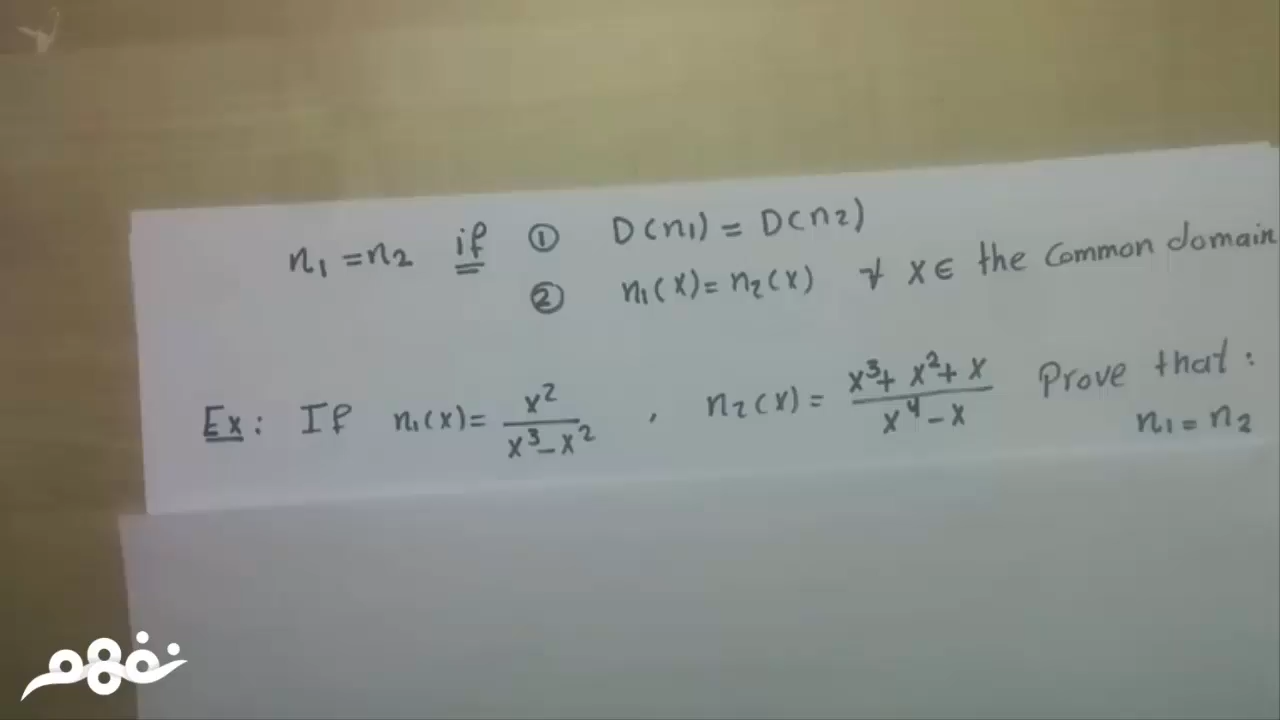 n₁ = n₂ if ① D(n₁) = D(n₂)
② n₁(x) = n₂(x) ∀ x ∈ the Common domain
Ex: If n₁(x) = x²/(x³ - x²) , n₂(x) = (x³ + x² + x)/(x⁴ - x) Prove that :
n₁ = n₂
نفهم